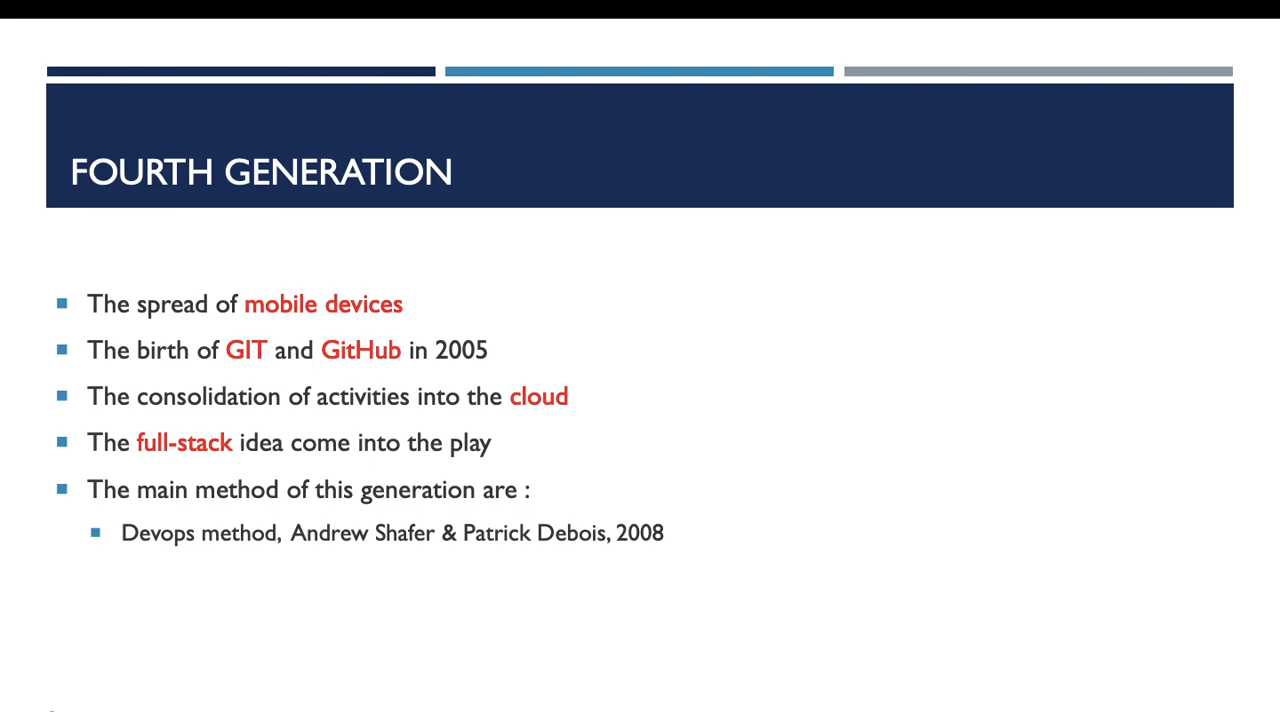 FOURTH GENERATION
The spread of mobile devices
The birth of GIT and GitHub in 2005
The consolidation of activities into the cloud
The full-stack idea come into the play
The main method of this generation are :
Devops method, Andrew Shafer & Patrick Debois, 2008